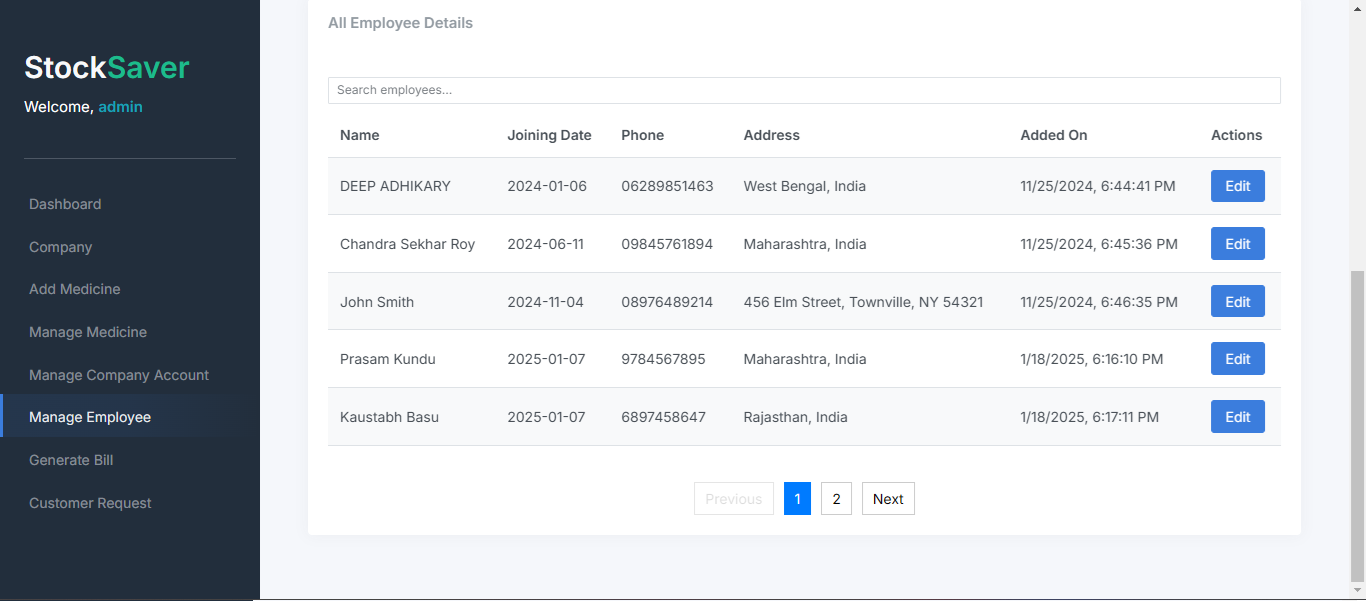 StockSaver
Welcome, admin
Dashboard
Company
Add Medicine
Manage Medicine
Manage Company Account
Manage Employee
Generate Bill
Customer Request
All Employee Details
Search employees...
Name Joining Date Phone Address Added On Actions
DEEP ADHIKARY 2024-01-06 06289851463 West Bengal, India 11/25/2024, 6:44:41 PM Edit
Chandra Sekhar Roy 2024-06-11 09845761894 Maharashtra, India 11/25/2024, 6:45:36 PM Edit
John Smith 2024-11-04 08976489214 456 Elm Street, Townville, NY 54321 11/25/2024, 6:46:35 PM Edit
Prasam Kundu 2025-01-07 9784567895 Maharashtra, India 1/18/2025, 6:16:10 PM Edit
Kaustabh Basu 2025-01-07 6897458647 Rajasthan, India 1/18/2025, 6:17:11 PM Edit
Previous 1 2 Next